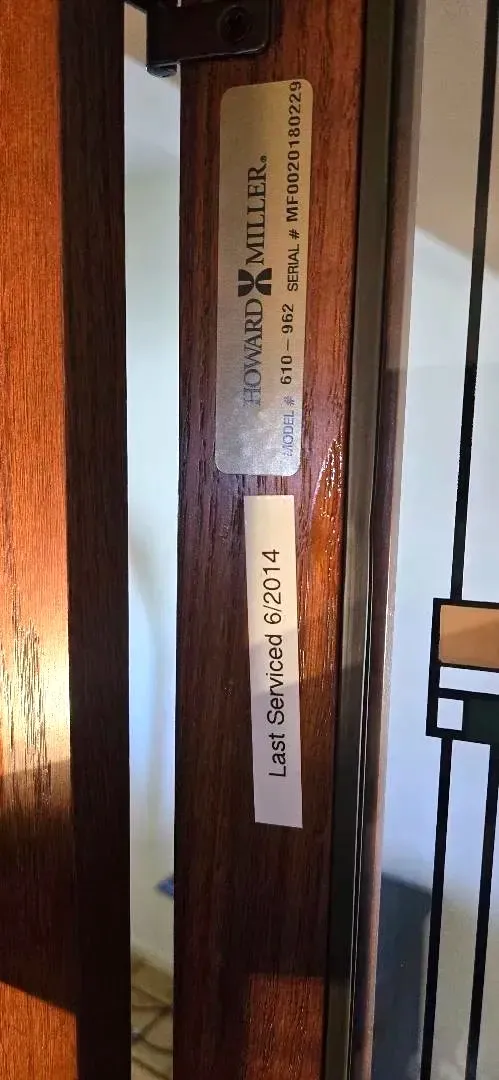 HOWARD MILLER®
MODEL # 610-962 SERIAL # MF0020180229
Last Serviced 6/2014